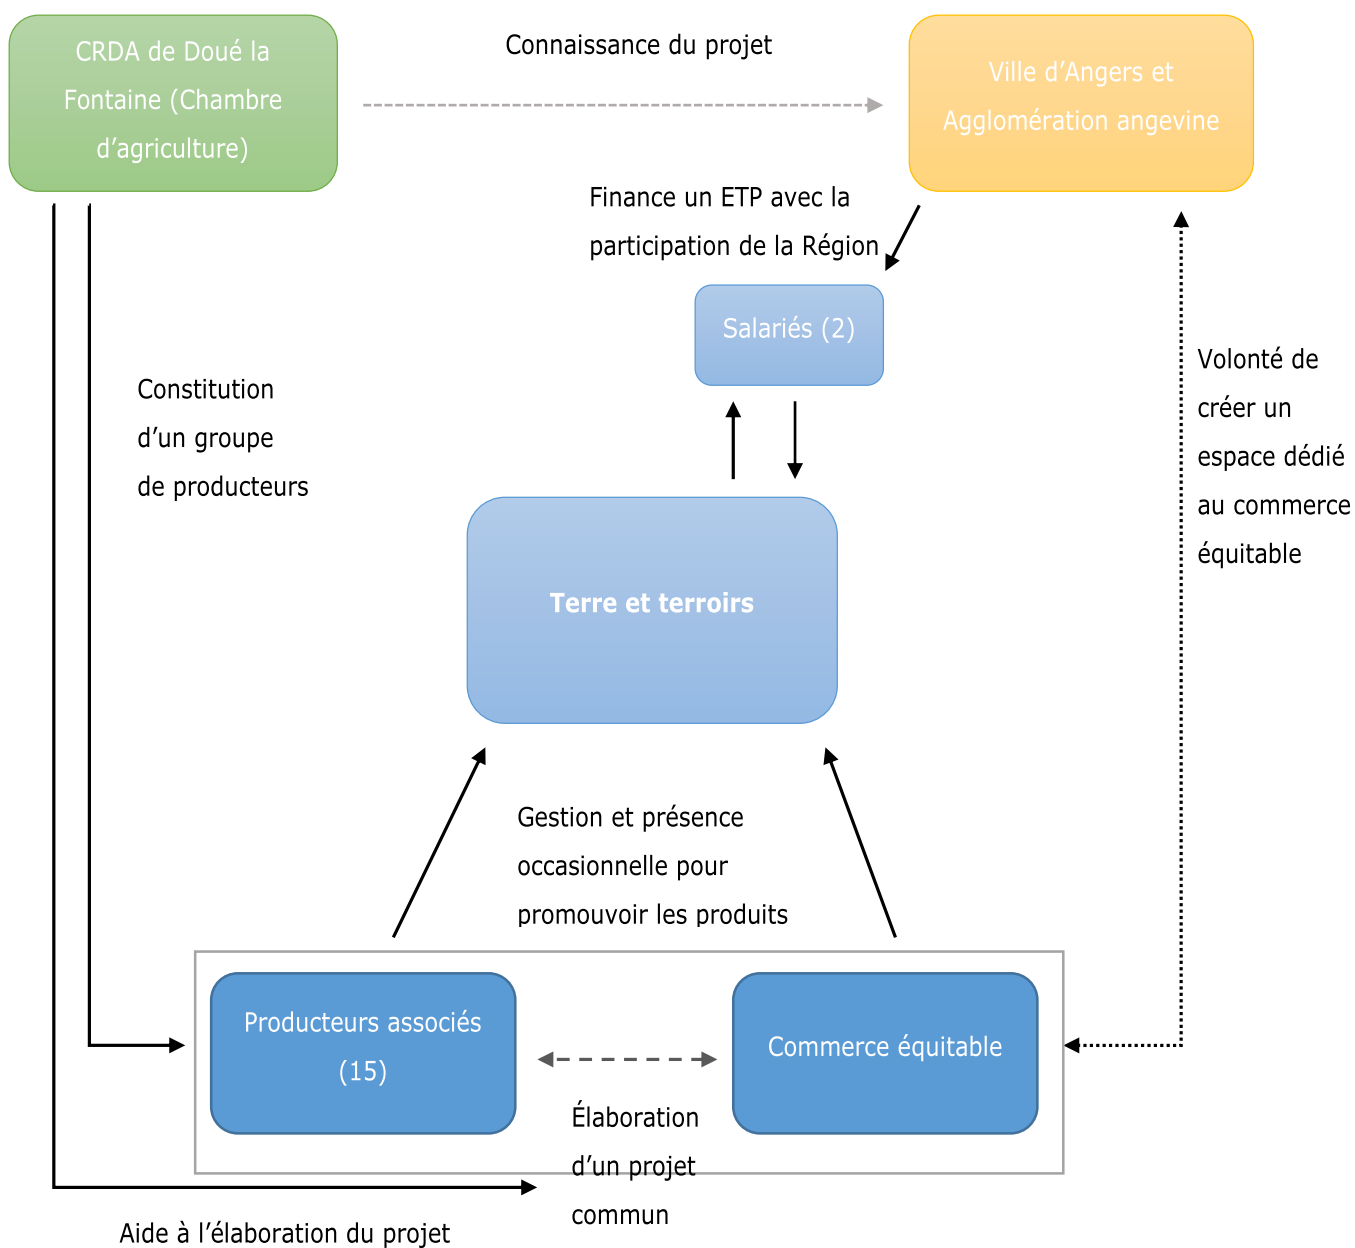 CRDA de Doué la
Fontaine (Chambre
d’agriculture)
Connaissance du projet
Ville d’Angers et
Agglomération angevine
Finance un ETP avec la
participation de la Région
Salariés (2)
Volonté de
créer un
espace dédié
au commerce
équitable
Constitution
d’un groupe
de producteurs
Terre et terroirs
Gestion et présence
occasionnelle pour
promouvoir les produits
Producteurs associés
(15)
Commerce équitable
Élaboration
d’un projet
commun
Aide à l’élaboration du projet